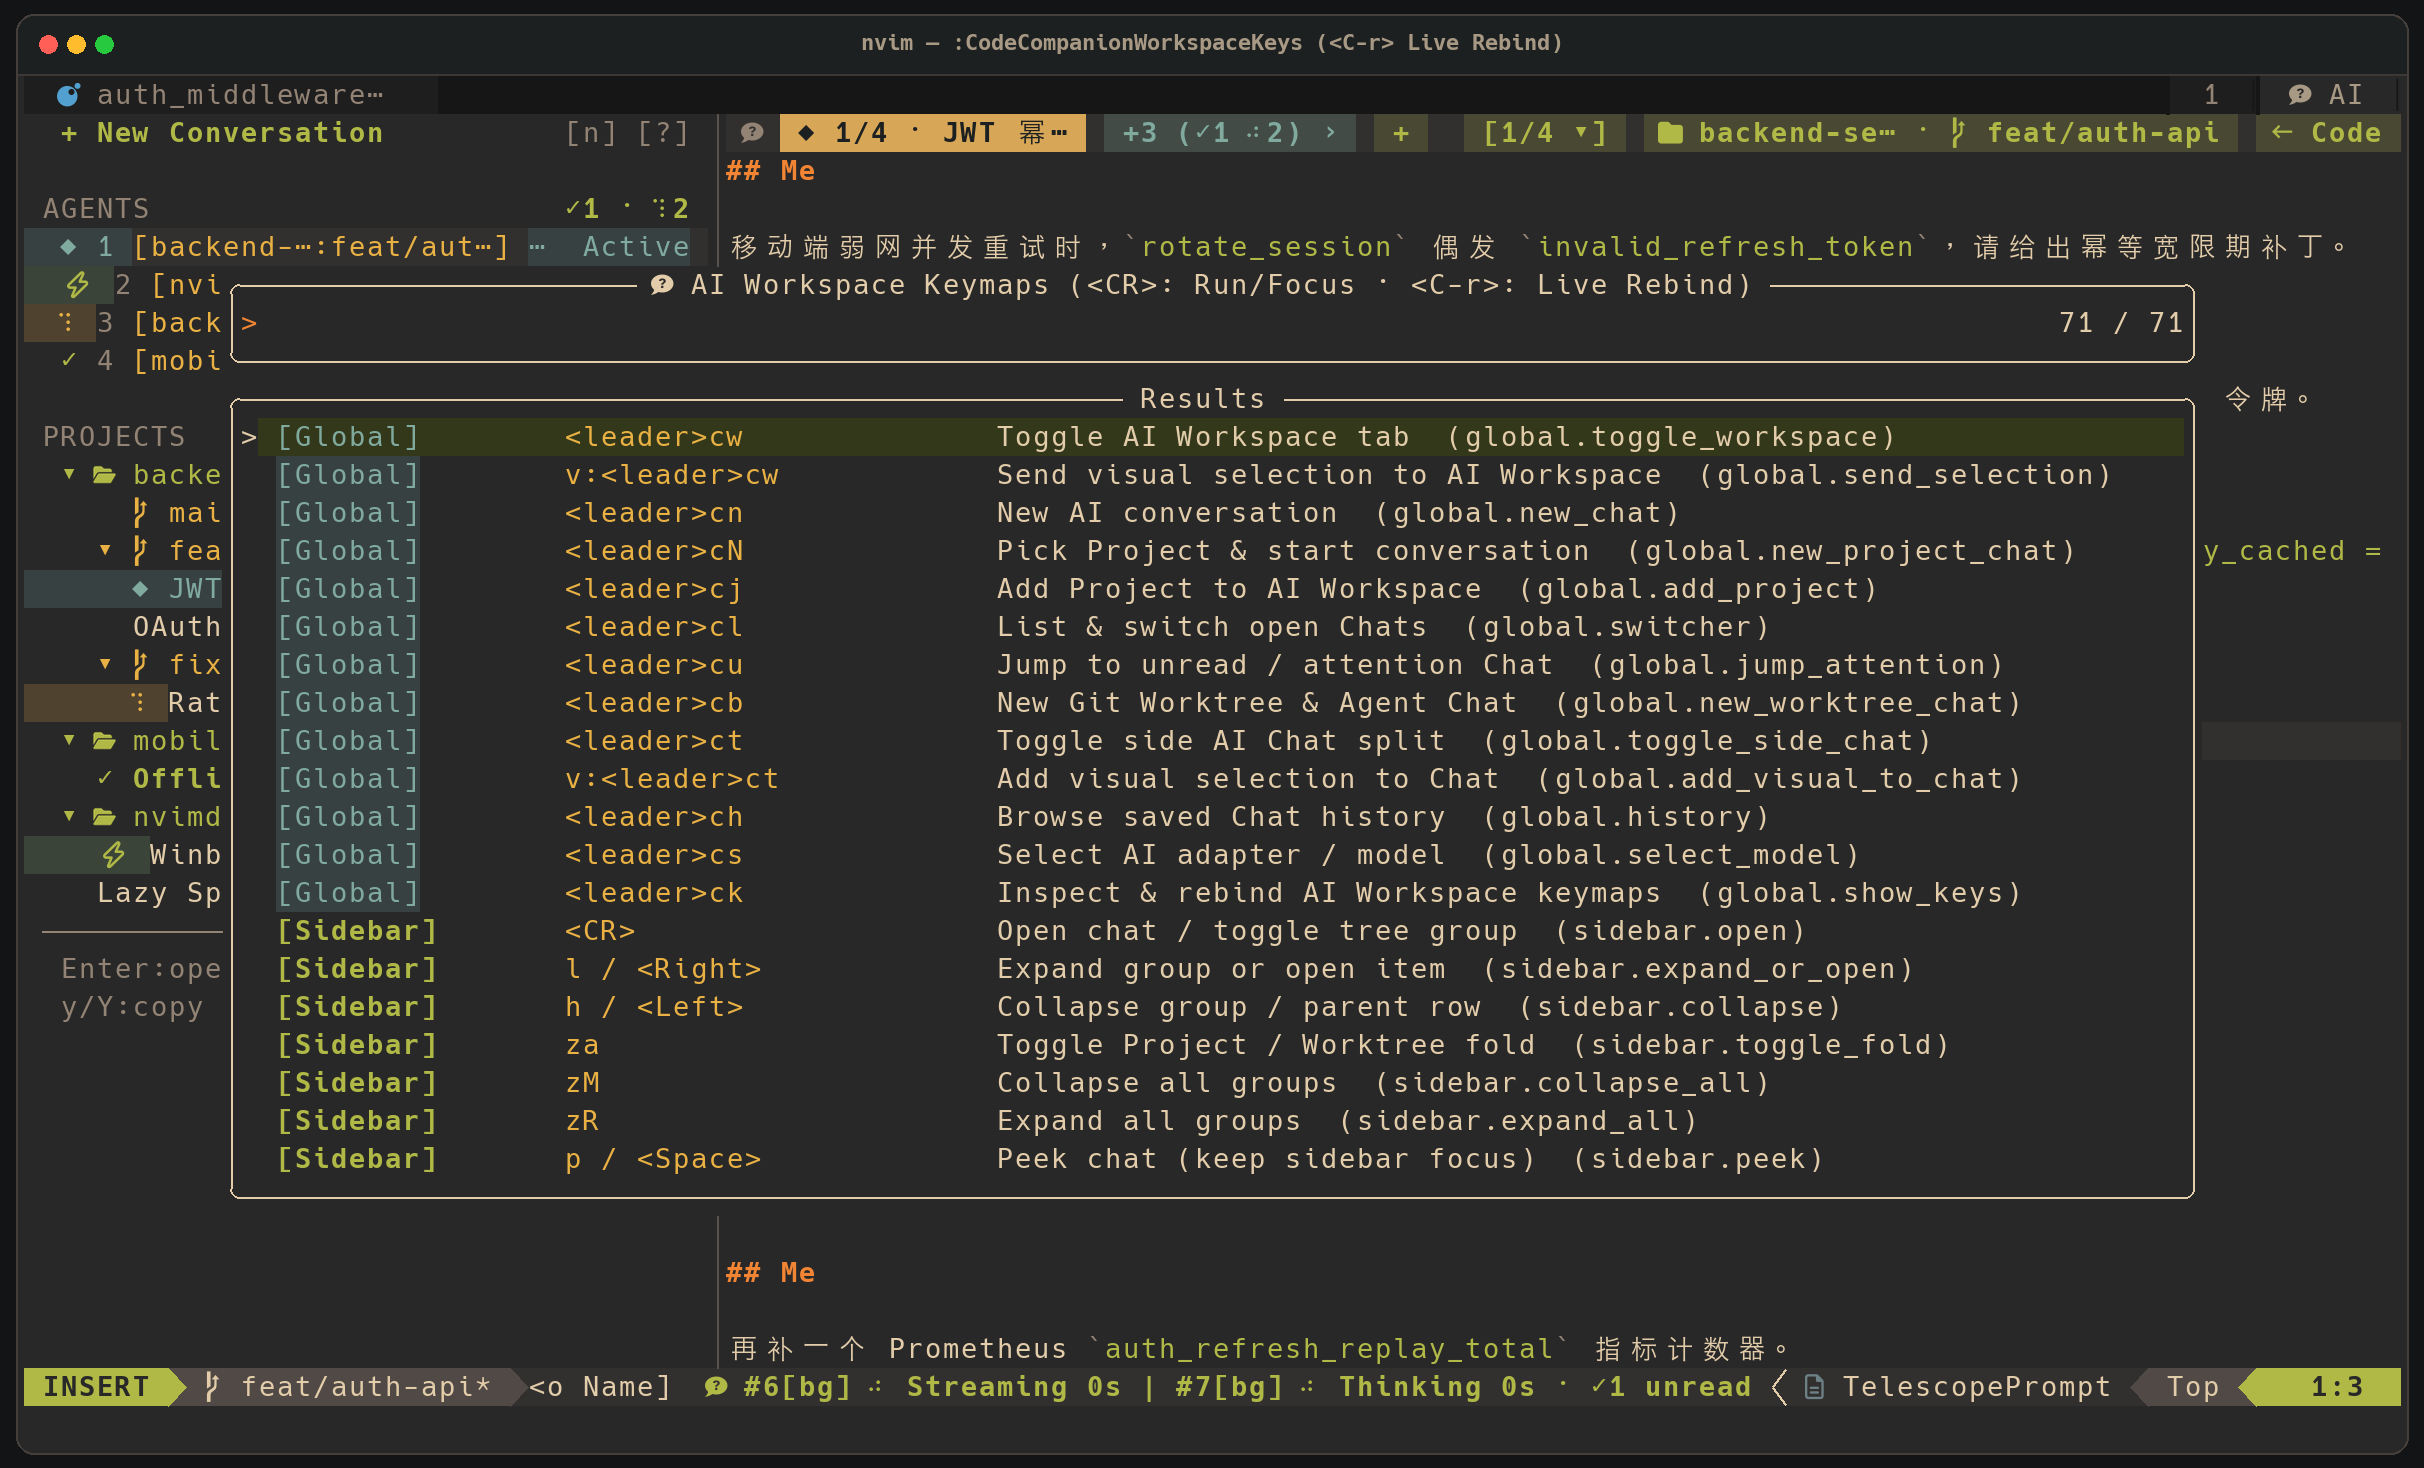 nvim — :CodeCompanionWorkspaceKeys (<C-r> Live Rebind)
auth_middleware⋯ 1 AI
+ New Conversation [n] [?] ◆ 1/4 · JWT 幂⋯ +3 (✓1 ⠴2) › + [1/4 ▾] backend-se⋯ · feat/auth-api ← Code
## Me
AGENTS ✓1 · ⠹2
◆ 1 [backend-⋯:feat/aut⋯] ⋯ Active 移动端弱网并发重试时，`rotate_session` 偶发 `invalid_refresh_token`，请给出幂等宽限期补丁。
2 [nvi AI Workspace Keymaps (<CR>: Run/Focus · <C-r>: Live Rebind)
3 [back > 71 / 71
✓ 4 [mobi
Results 令牌。
PROJECTS > [Global] <leader>cw Toggle AI Workspace tab (global.toggle_workspace)
▾ backe [Global] v:<leader>cw Send visual selection to AI Workspace (global.send_selection)
mai [Global] <leader>cn New AI conversation (global.new_chat)
▾ fea [Global] <leader>cN Pick Project & start conversation (global.new_project_chat) y_cached =
◆ JWT [Global] <leader>cj Add Project to AI Workspace (global.add_project)
OAuth [Global] <leader>cl List & switch open Chats (global.switcher)
▾ fix [Global] <leader>cu Jump to unread / attention Chat (global.jump_attention)
Rat [Global] <leader>cb New Git Worktree & Agent Chat (global.new_worktree_chat)
▾ mobil [Global] <leader>ct Toggle side AI Chat split (global.toggle_side_chat)
✓ Offli [Global] v:<leader>ct Add visual selection to Chat (global.add_visual_to_chat)
▾ nvimd [Global] <leader>ch Browse saved Chat history (global.history)
Winb [Global] <leader>cs Select AI adapter / model (global.select_model)
Lazy Sp [Global] <leader>ck Inspect & rebind AI Workspace keymaps (global.show_keys)
[Sidebar] <CR> Open chat / toggle tree group (sidebar.open)
Enter:ope [Sidebar] l / <Right> Expand group or open item (sidebar.expand_or_open)
y/Y:copy [Sidebar] h / <Left> Collapse group / parent row (sidebar.collapse)
[Sidebar] za Toggle Project / Worktree fold (sidebar.toggle_fold)
[Sidebar] zM Collapse all groups (sidebar.collapse_all)
[Sidebar] zR Expand all groups (sidebar.expand_all)
[Sidebar] p / <Space> Peek chat (keep sidebar focus) (sidebar.peek)
## Me
再补一个 Prometheus `auth_refresh_replay_total` 指标计数器。
INSERT feat/auth-api* <o Name] #6[bg] ⠴ Streaming 0s | #7[bg] ⠴ Thinking 0s · ✓1 unread TelescopePrompt Top 1:3